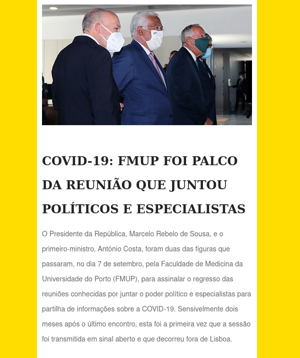 COVID-19: FMUP FOI PALCO
DA REUNIÃO QUE JUNTOU
POLÍTICOS E ESPECIALISTAS
O Presidente da República, Marcelo Rebelo de Sousa, e o
primeiro-ministro, António Costa, foram duas das figuras que
passaram, no dia 7 de setembro, pela Faculdade de Medicina da
Universidade do Porto (FMUP), para assinalar o regresso das
reuniões conhecidas por juntar o poder político e especialistas para
partilha de informações sobre a COVID-19. Sensivelmente dois
meses após o último encontro, esta foi a primeira vez que a sessão
foi transmitida em sinal aberto e que decorreu fora de Lisboa.